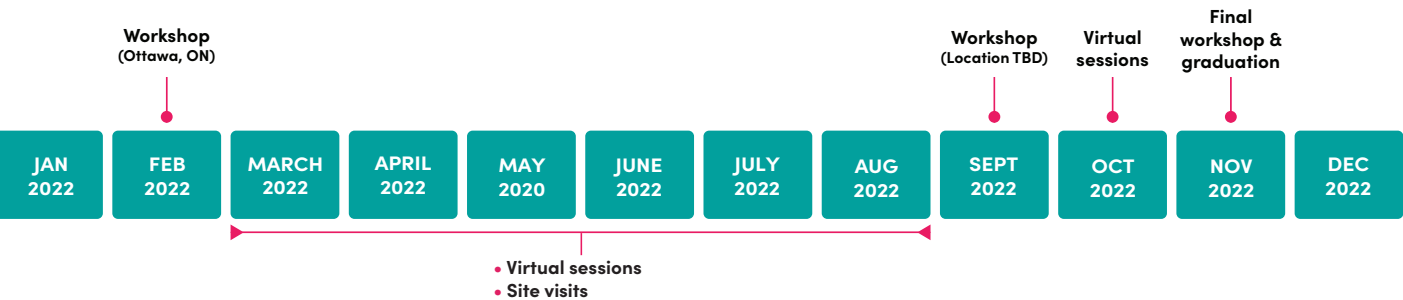 Workshop
(Ottawa, ON)
Workshop
(Location TBD)
Virtual
sessions
Final
workshop &
graduation
JAN
2022
FEB
2022
MARCH
2022
APRIL
2022
MAY
2020
JUNE
2022
JULY
2022
AUG
2022
SEPT
2022
OCT
2022
NOV
2022
DEC
2022
• Virtual sessions
• Site visits